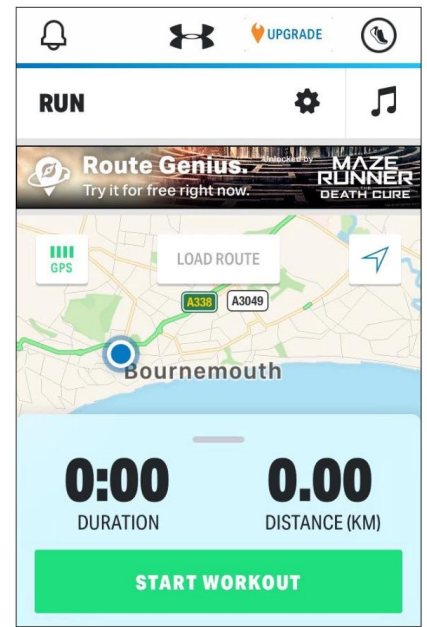 UPGRADE
RUN
Route Genius.
Try it for free right now.
Unlocked by
MAZE
RUNNER
THE
DEATH CURE
GPS
LOAD ROUTE
A338
A3049
Bournemouth
0:00
0.00
DURATION
DISTANCE (KM)
START WORKOUT